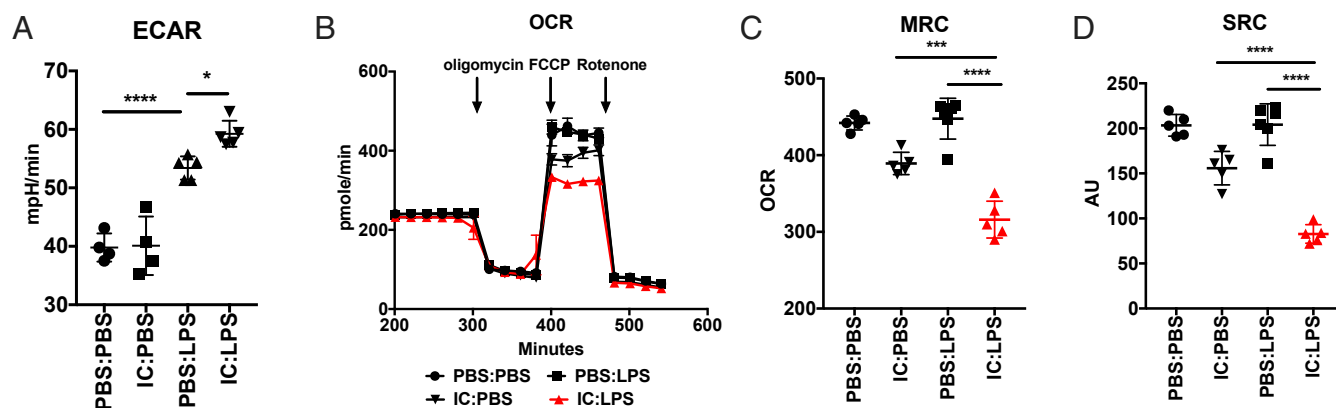 A
ECAR
****
*
mpH/min
70
60
50
40
30
PBS:PBS
IC:PBS
PBS:LPS
IC:LPS
B
OCR
oligomycin FCCP Rotenone
pmole/min
600
400
200
0
200 300 400 500 600
Minutes
PBS:PBS PBS:LPS
IC:PBS IC:LPS
C
MRC
***
****
OCR
500
400
300
200
PBS:PBS
IC:PBS
PBS:LPS
IC:LPS
D
SRC
****
****
AU
250
200
150
100
50
0
PBS:PBS
IC:PBS
PBS:LPS
IC:LPS